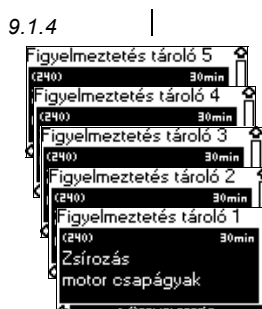 9.1.4
Figyelmeztetés tároló 5
(240) 30min
Figyelmeztetés tároló 4
(240) 30min
Figyelmeztetés tároló 3
(240) 30min
Figyelmeztetés tároló 2
(240) 30min
Figyelmeztetés tároló 1
(240) 30min
Zsírozás
motor csapágyak